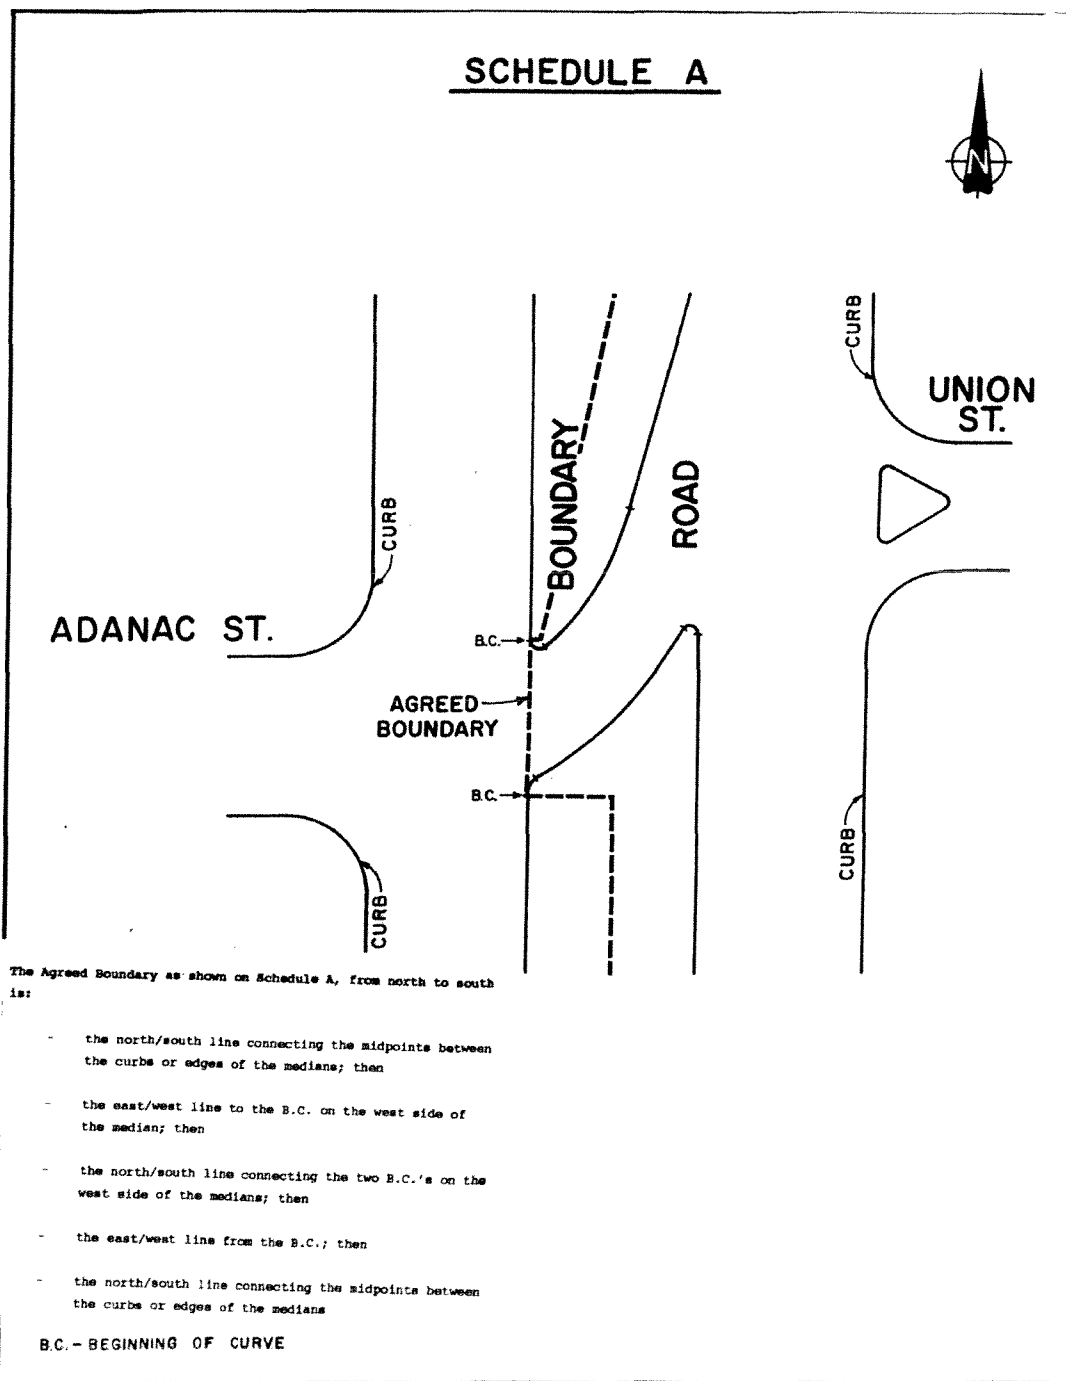 SCHEDULE A
N
CURB
UNION
ST.
BOUNDARY
ROAD
CURB
ADANAC ST.
B.C.
AGREED
BOUNDARY
B.C.
CURB
CURB
The Agreed Boundary as shown on Schedule A, from north to south
is:
- the north/south line connecting the midpoints between
the curbs or edges of the medians; then
- the east/west line to the B.C. on the west side of
the median; then
- the north/south line connecting the two B.C.'s on the
west side of the medians; then
- the east/west line from the B.C.; then
- the north/south line connecting the midpoints between
the curbs or edges of the medians
B.C. - BEGINNING OF CURVE